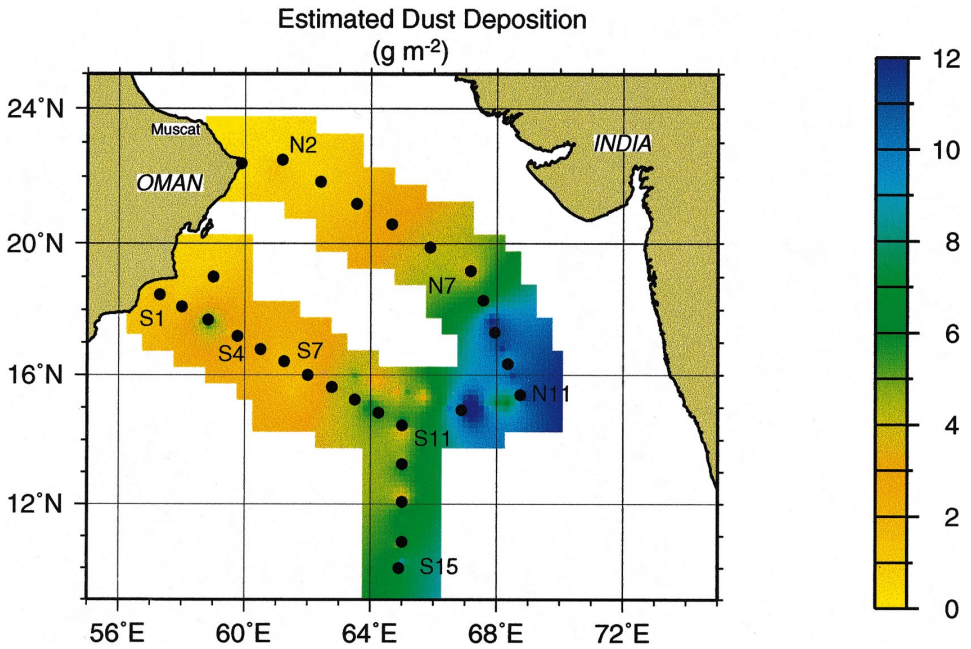 Estimated Dust Deposition
(g m-2)
24°N
20°N
16°N
12°N
56°E
60°E
64°E
68°E
72°E
Muscat
OMAN
INDIA
N2
N7
N11
S1
S4
S7
S11
S15
12
10
8
6
4
2
0